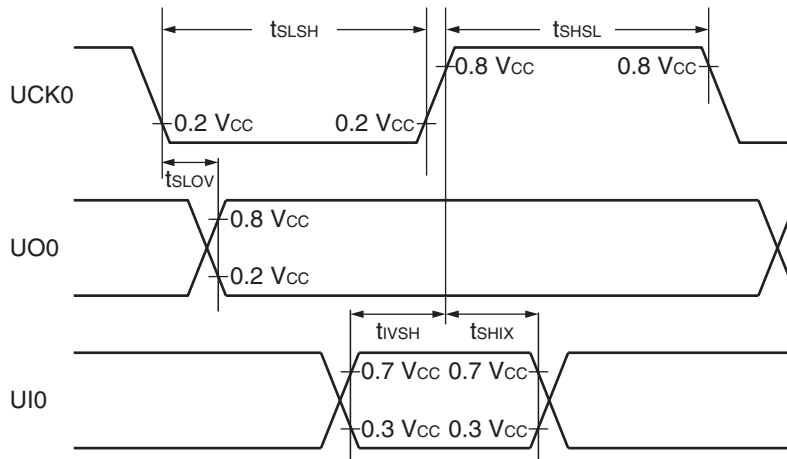 tSLSH tSHSL
UCK0 0.8 VCC 0.8 VCC
0.2 VCC 0.2 VCC
tSLOV
UO0 0.8 VCC
0.2 VCC
tIVSH tSHIX
0.7 VCC 0.7 VCC
UI0
0.3 VCC 0.3 VCC